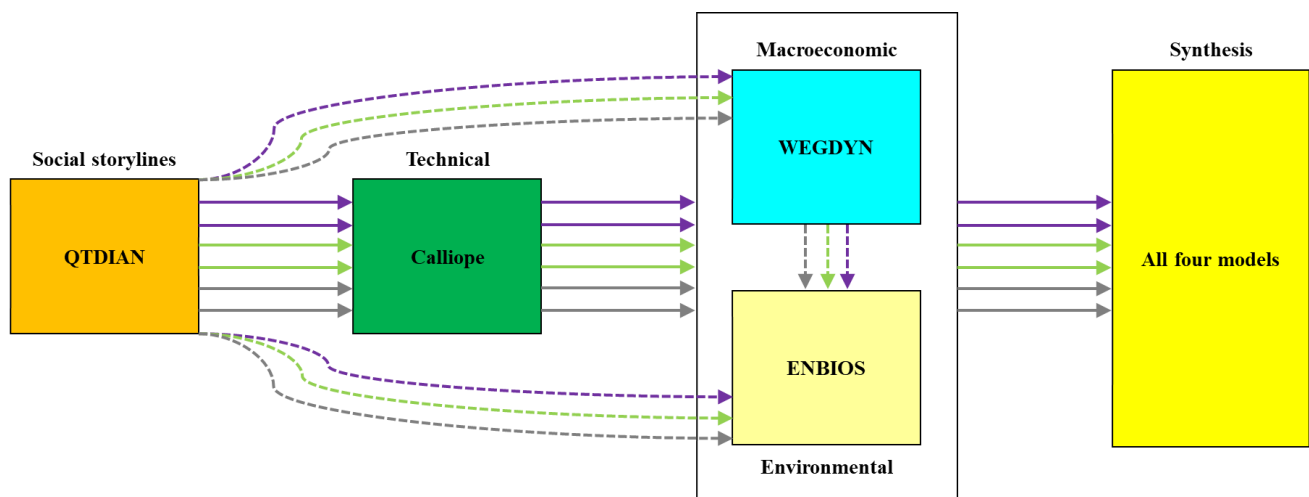 Social storylines
QTDIAN
Technical
Calliope
Macroeconomic
WEGDYN
ENBIOS
Environmental
Synthesis
All four models